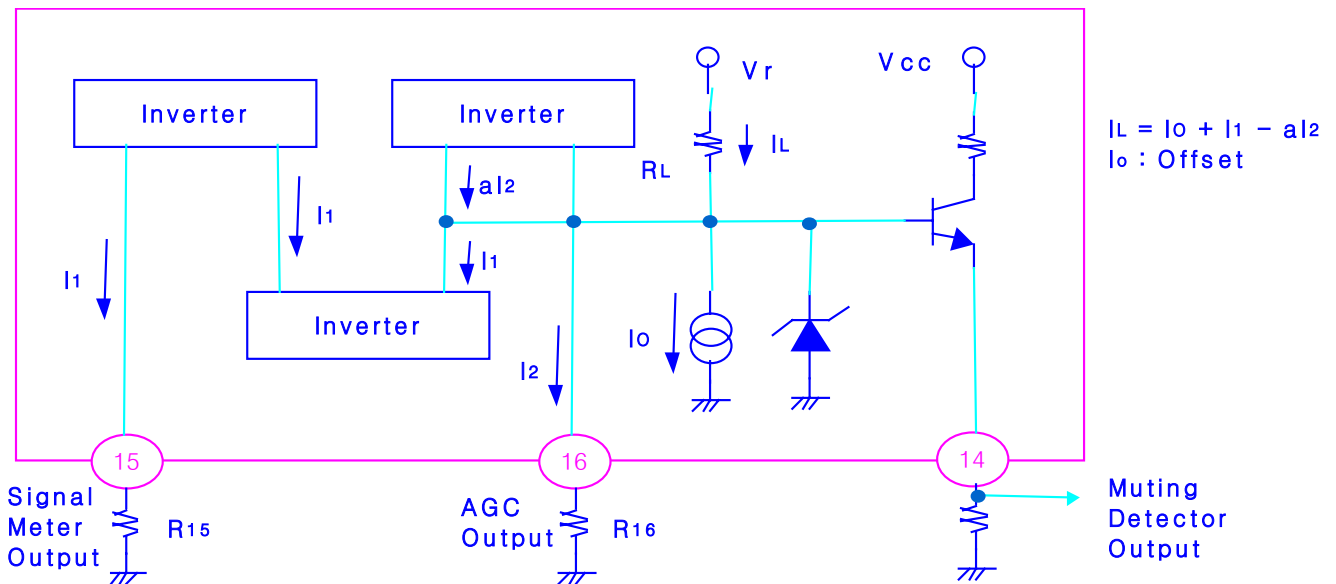 Vr
Vcc
Inverter
Inverter
IL = IO + I1 − aI2
Io : Offset
IL
RL
aI2
I1
I1
I1
Inverter
IO
I2
15
16
14
Signal
Meter
Output
R15
AGC
Output
R16
Muting
Detector
Output